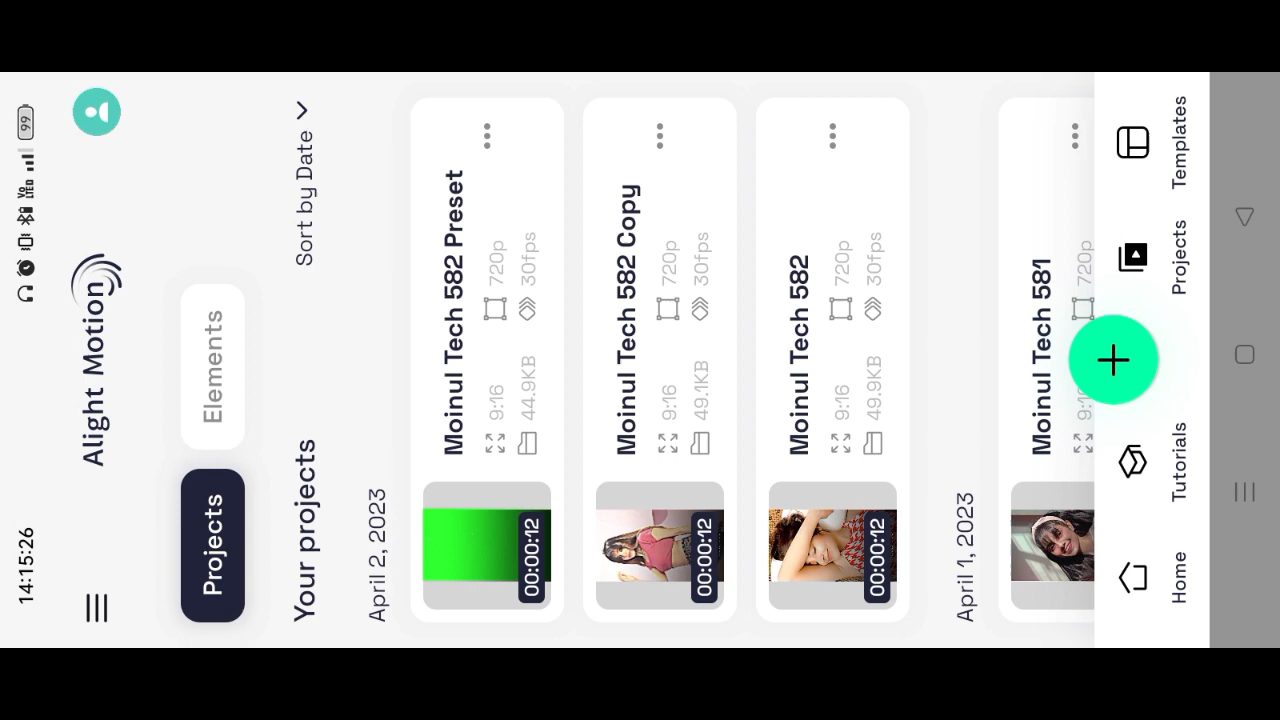 14:15:26
VO LTE 99
Alight Motion
Projects
Elements
Your projects
Sort by Date
April 2, 2023
Moinul Tech 582 Preset
9:16
720p
44.9KB
30fps
00:00:12
Moinul Tech 582 Copy
9:16
720p
49.1KB
30fps
00:00:12
Moinul Tech 582
9:16
720p
49.9KB
30fps
00:00:12
April 1, 2023
Moinul Tech 581
720p
Home
Tutorials
Projects
Templates